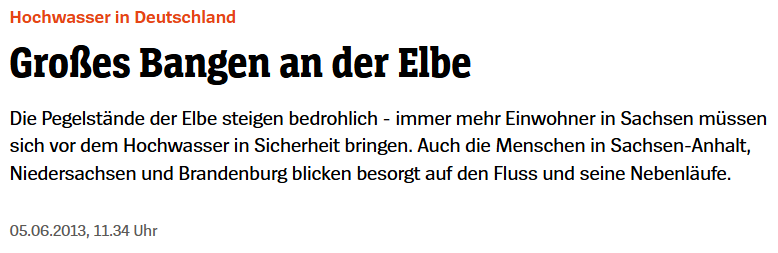 Hochwasser in Deutschland
Großes Bangen an der Elbe
Die Pegelstände der Elbe steigen bedrohlich - immer mehr Einwohner in Sachsen müssen
sich vor dem Hochwasser in Sicherheit bringen. Auch die Menschen in Sachsen-Anhalt,
Niedersachsen und Brandenburg blicken besorgt auf den Fluss und seine Nebenläufe.
05.06.2013, 11.34 Uhr